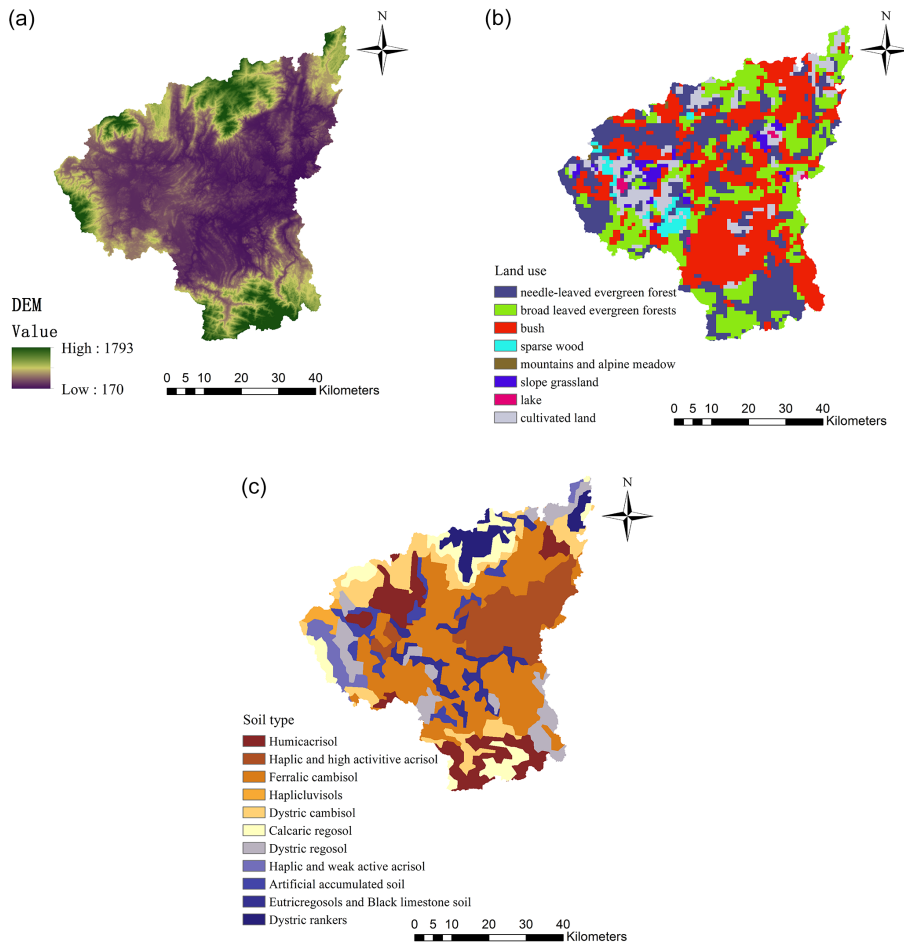 (a)
N
DEM
Value
High : 1793
Low : 170
0 5 10 20 30 40
Kilometers
(b)
N
Land use
needle-leaved evergreen forest
broad leaved evergreen forests
bush
sparse wood
mountains and alpine meadow
slope grassland
lake
cultivated land
0 5 10 20 30 40
Kilometers
(c)
N
Soil type
Humicacrisol
Haplic and high activitive acrisol
Ferralic cambisol
Haplicluvisols
Dystric cambisol
Calcaric regosol
Dystric regosol
Haplic and weak active acrisol
Artificial accumulated soil
Eutricregosols and Black limestone soil
Dystric rankers
0 5 10 20 30 40
Kilometers